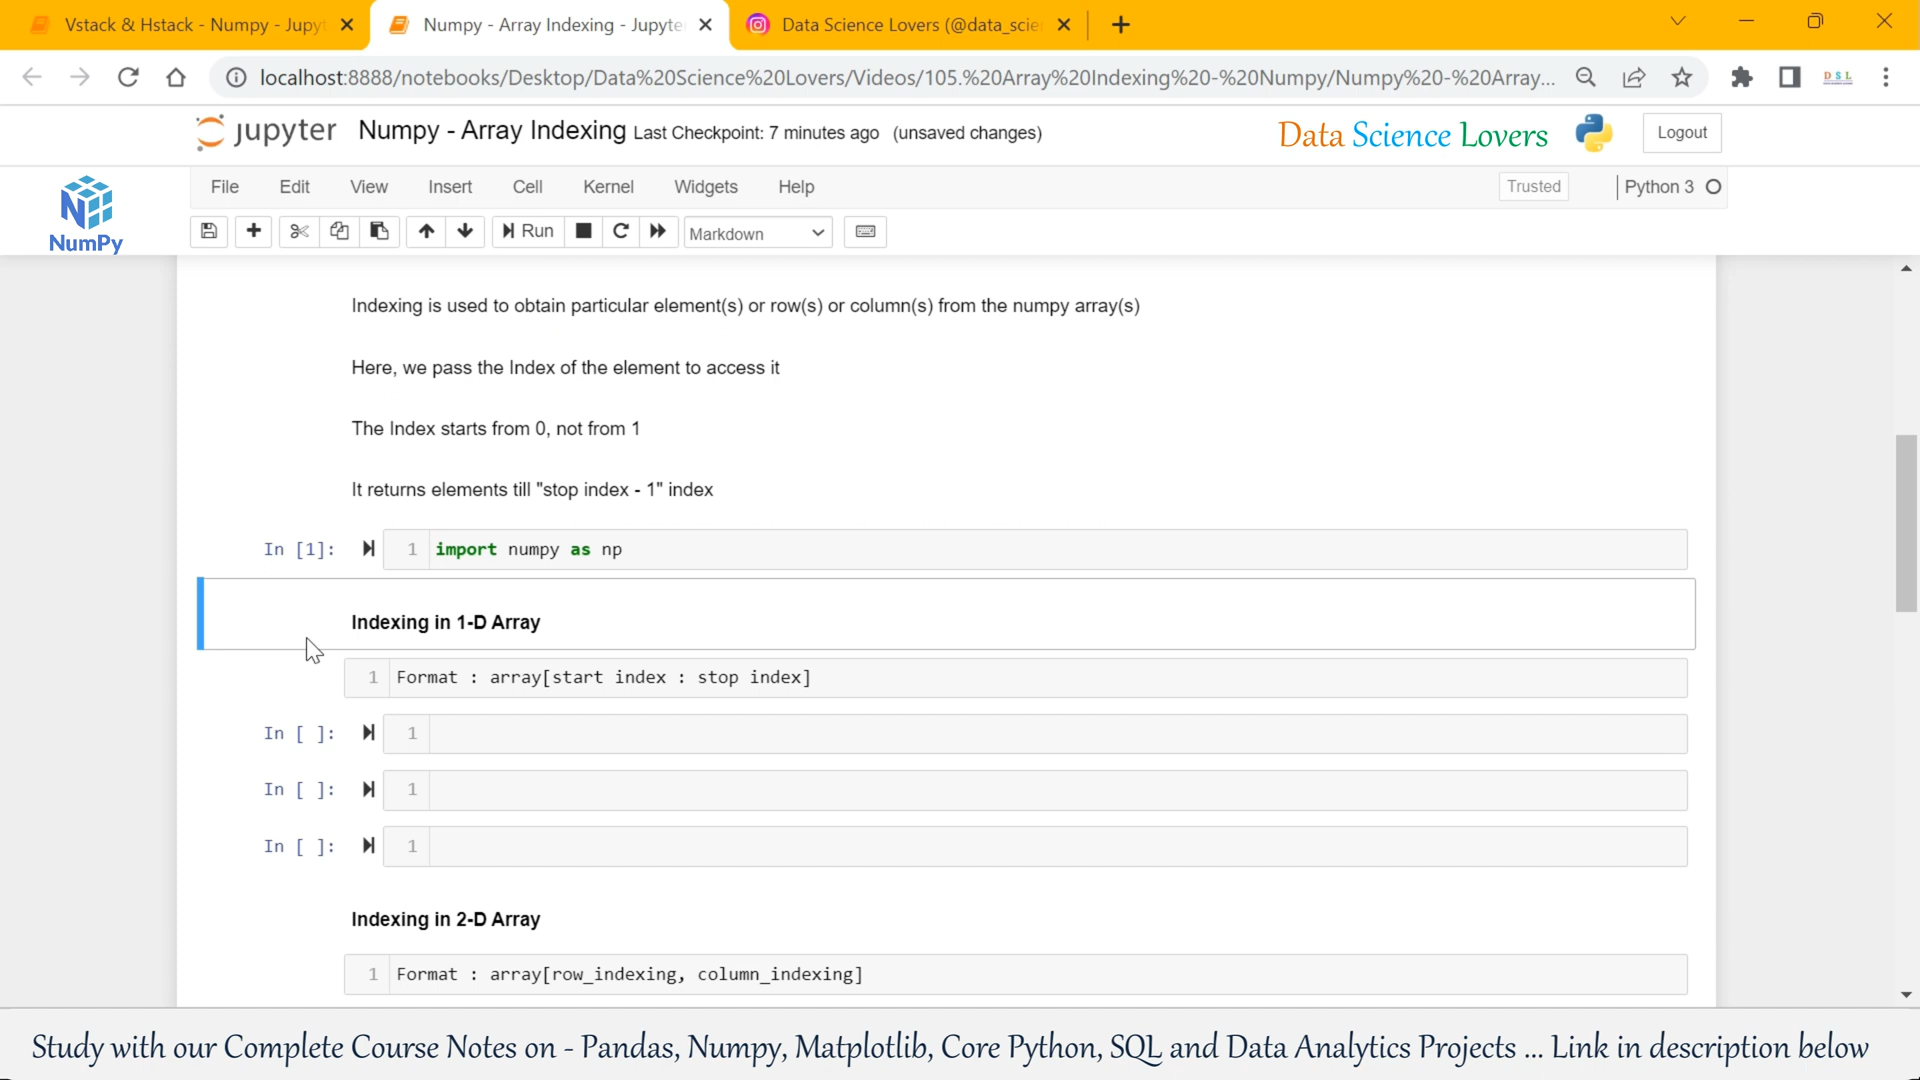 Vstack & Hstack - Numpy - Jupyt
Numpy - Array Indexing - Jupyte
Data Science Lovers (@data_scie
localhost:8888/notebooks/Desktop/Data%20Science%20Lovers/Videos/105.%20Array%20Indexing%20-%20Numpy/Numpy%20-%20Array...
DSL
jupyter Numpy - Array Indexing Last Checkpoint: 7 minutes ago (unsaved changes)
Data Science Lovers
Logout
NumPy
File Edit View Insert Cell Kernel Widgets Help
Trusted
Python 3
Run
Markdown
Indexing is used to obtain particular element(s) or row(s) or column(s) from the numpy array(s)
Here, we pass the Index of the element to access it
The Index starts from 0, not from 1
It returns elements till "stop index - 1" index
In [1]: 1 import numpy as np
Indexing in 1-D Array
1 Format : array[start index : stop index]
In [ ]: 1
In [ ]: 1
In [ ]: 1
Indexing in 2-D Array
1 Format : array[row_indexing, column_indexing]
Study with our Complete Course Notes on - Pandas, Numpy, Matplotlib, Core Python, SQL and Data Analytics Projects ... Link in description below